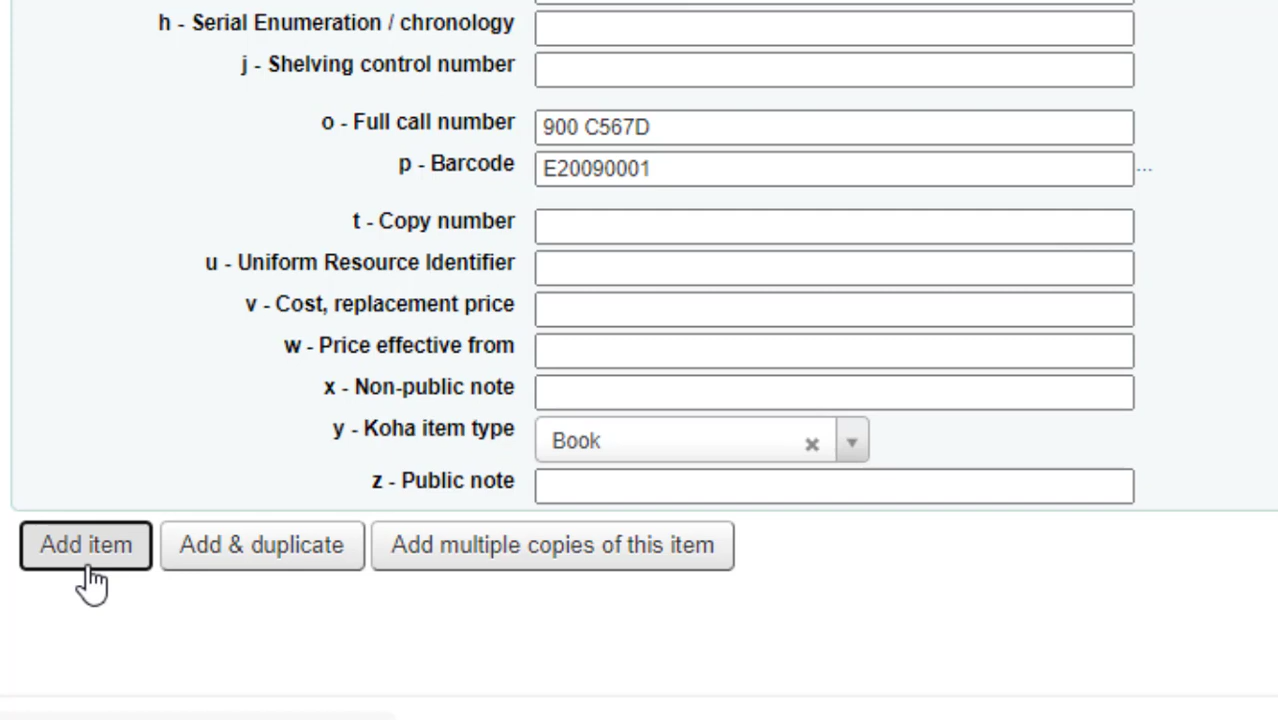 h - Serial Enumeration / chronology
j - Shelving control number
o - Full call number 900 C567D
p - Barcode E20090001 ...
t - Copy number
u - Uniform Resource Identifier
v - Cost, replacement price
w - Price effective from
x - Non-public note
y - Koha item type Book
z - Public note
Add item Add & duplicate Add multiple copies of this item